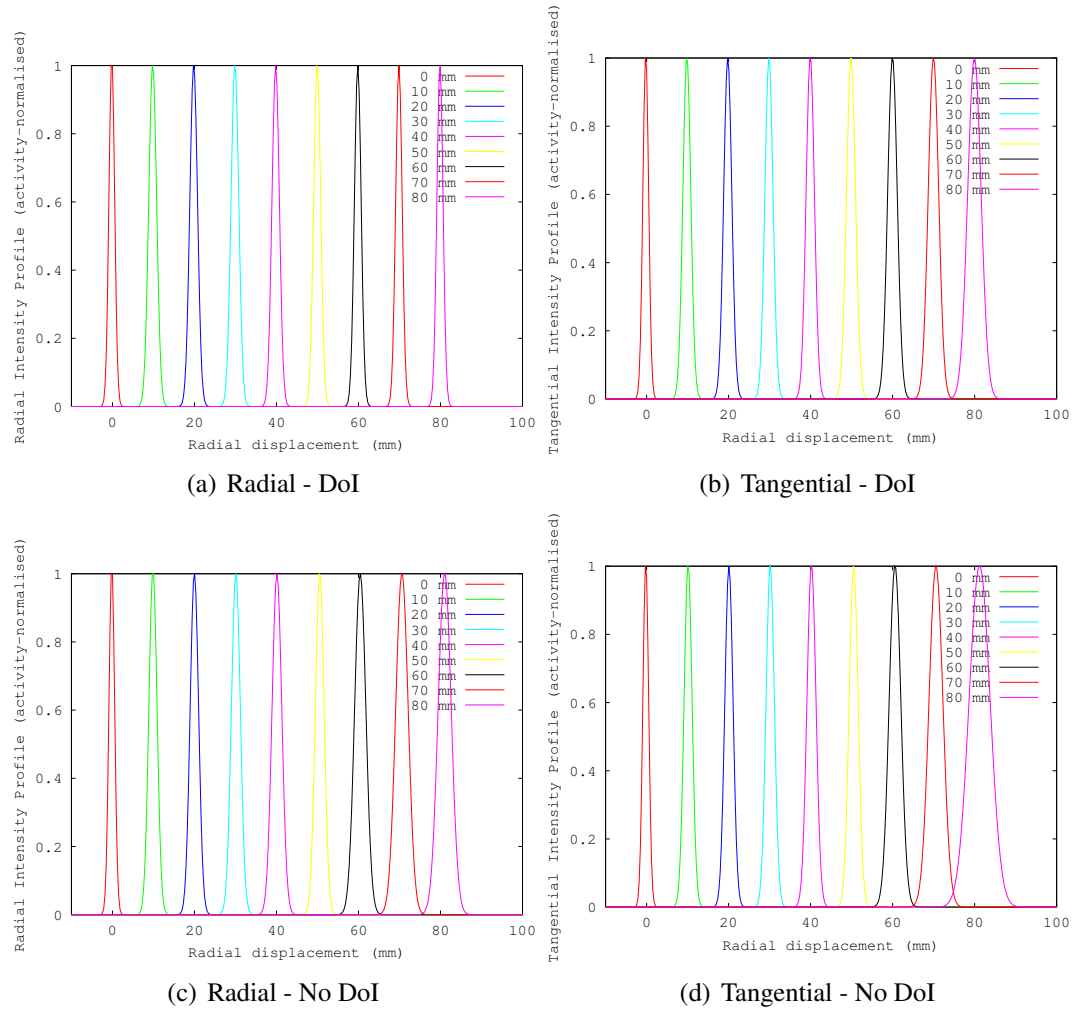 Radial Intensity Profile (activity-normalised)
1
0.8
0.6
0.4
0.2
0
0 20 40 60 80 100
Radial displacement (mm)
0 mm
10 mm
20 mm
30 mm
40 mm
50 mm
60 mm
70 mm
80 mm
(a) Radial - DoI
Tangential Intensity Profile (activity-normalised)
1
0.8
0.6
0.4
0.2
0
0 20 40 60 80 100
Radial displacement (mm)
0 mm
10 mm
20 mm
30 mm
40 mm
50 mm
60 mm
70 mm
80 mm
(b) Tangential - DoI
Radial Intensity Profile (activity-normalised)
1
0.8
0.6
0.4
0.2
0
0 20 40 60 80 100
Radial displacement (mm)
0 mm
10 mm
20 mm
30 mm
40 mm
50 mm
60 mm
70 mm
80 mm
(c) Radial - No DoI
Tangential Intensity Profile (activity-normalised)
1
0.8
0.6
0.4
0.2
0
0 20 40 60 80 100
Radial displacement (mm)
0 mm
10 mm
20 mm
30 mm
40 mm
50 mm
60 mm
70 mm
80 mm
(d) Tangential - No DoI